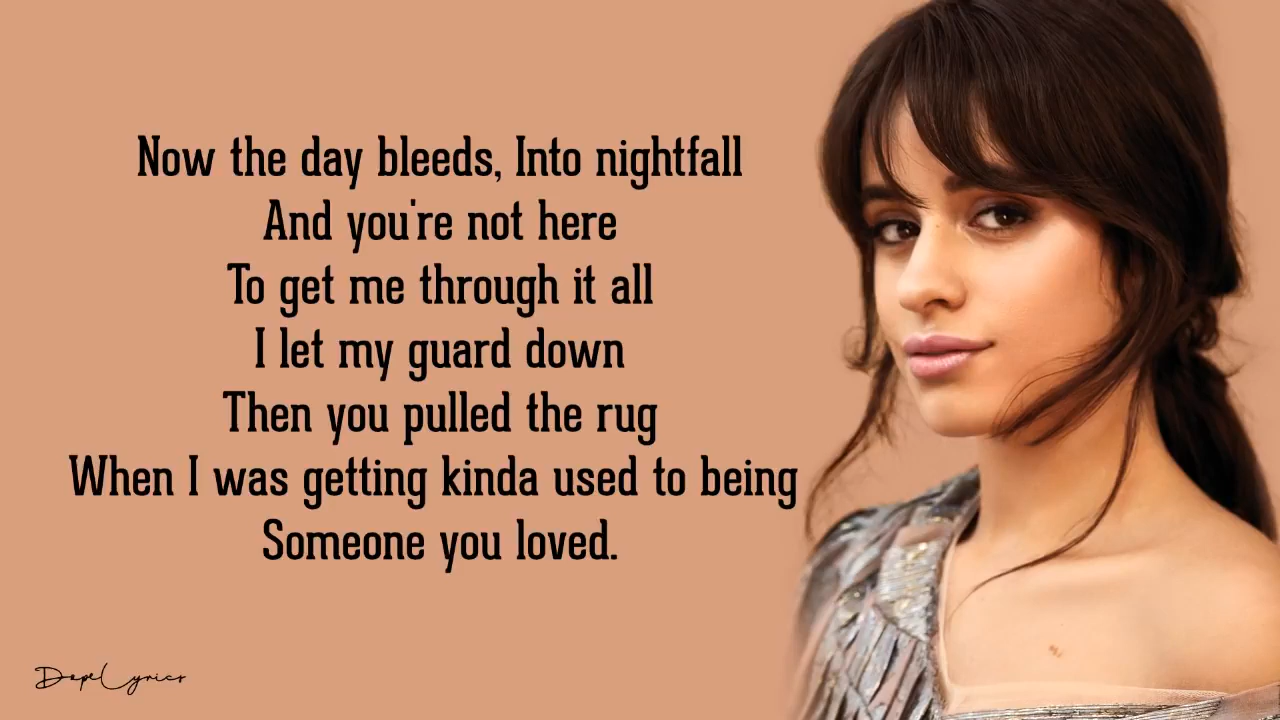 Now the day bleeds, Into nightfall
And you're not here
To get me through it all
I let my guard down
Then you pulled the rug
When I was getting kinda used to being
Someone you loved.
DopeLyrics